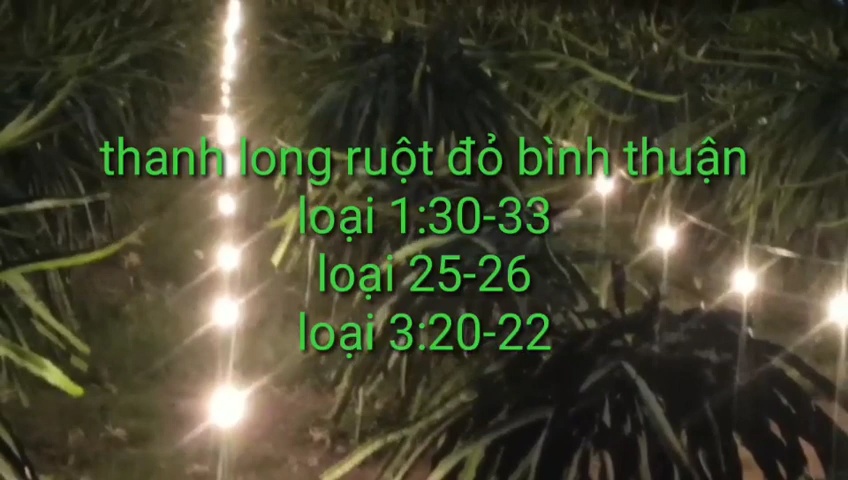 thanh long ruột đỏ bình thuận
loại 1:30-33
loại 25-26
loại 3:20-22